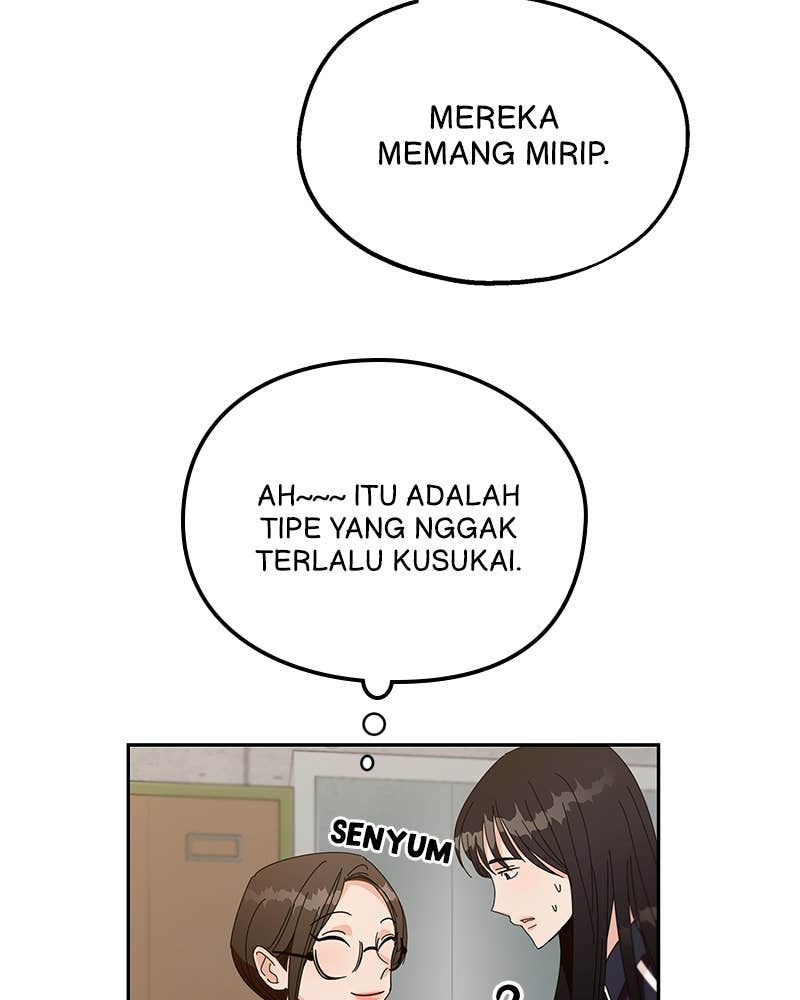 MEREKA
MEMANG MIRIP.
AH~~~ ITU ADALAH
TIPE YANG NGGAK
TERLALU KUSUKAI.
SENYUM
?